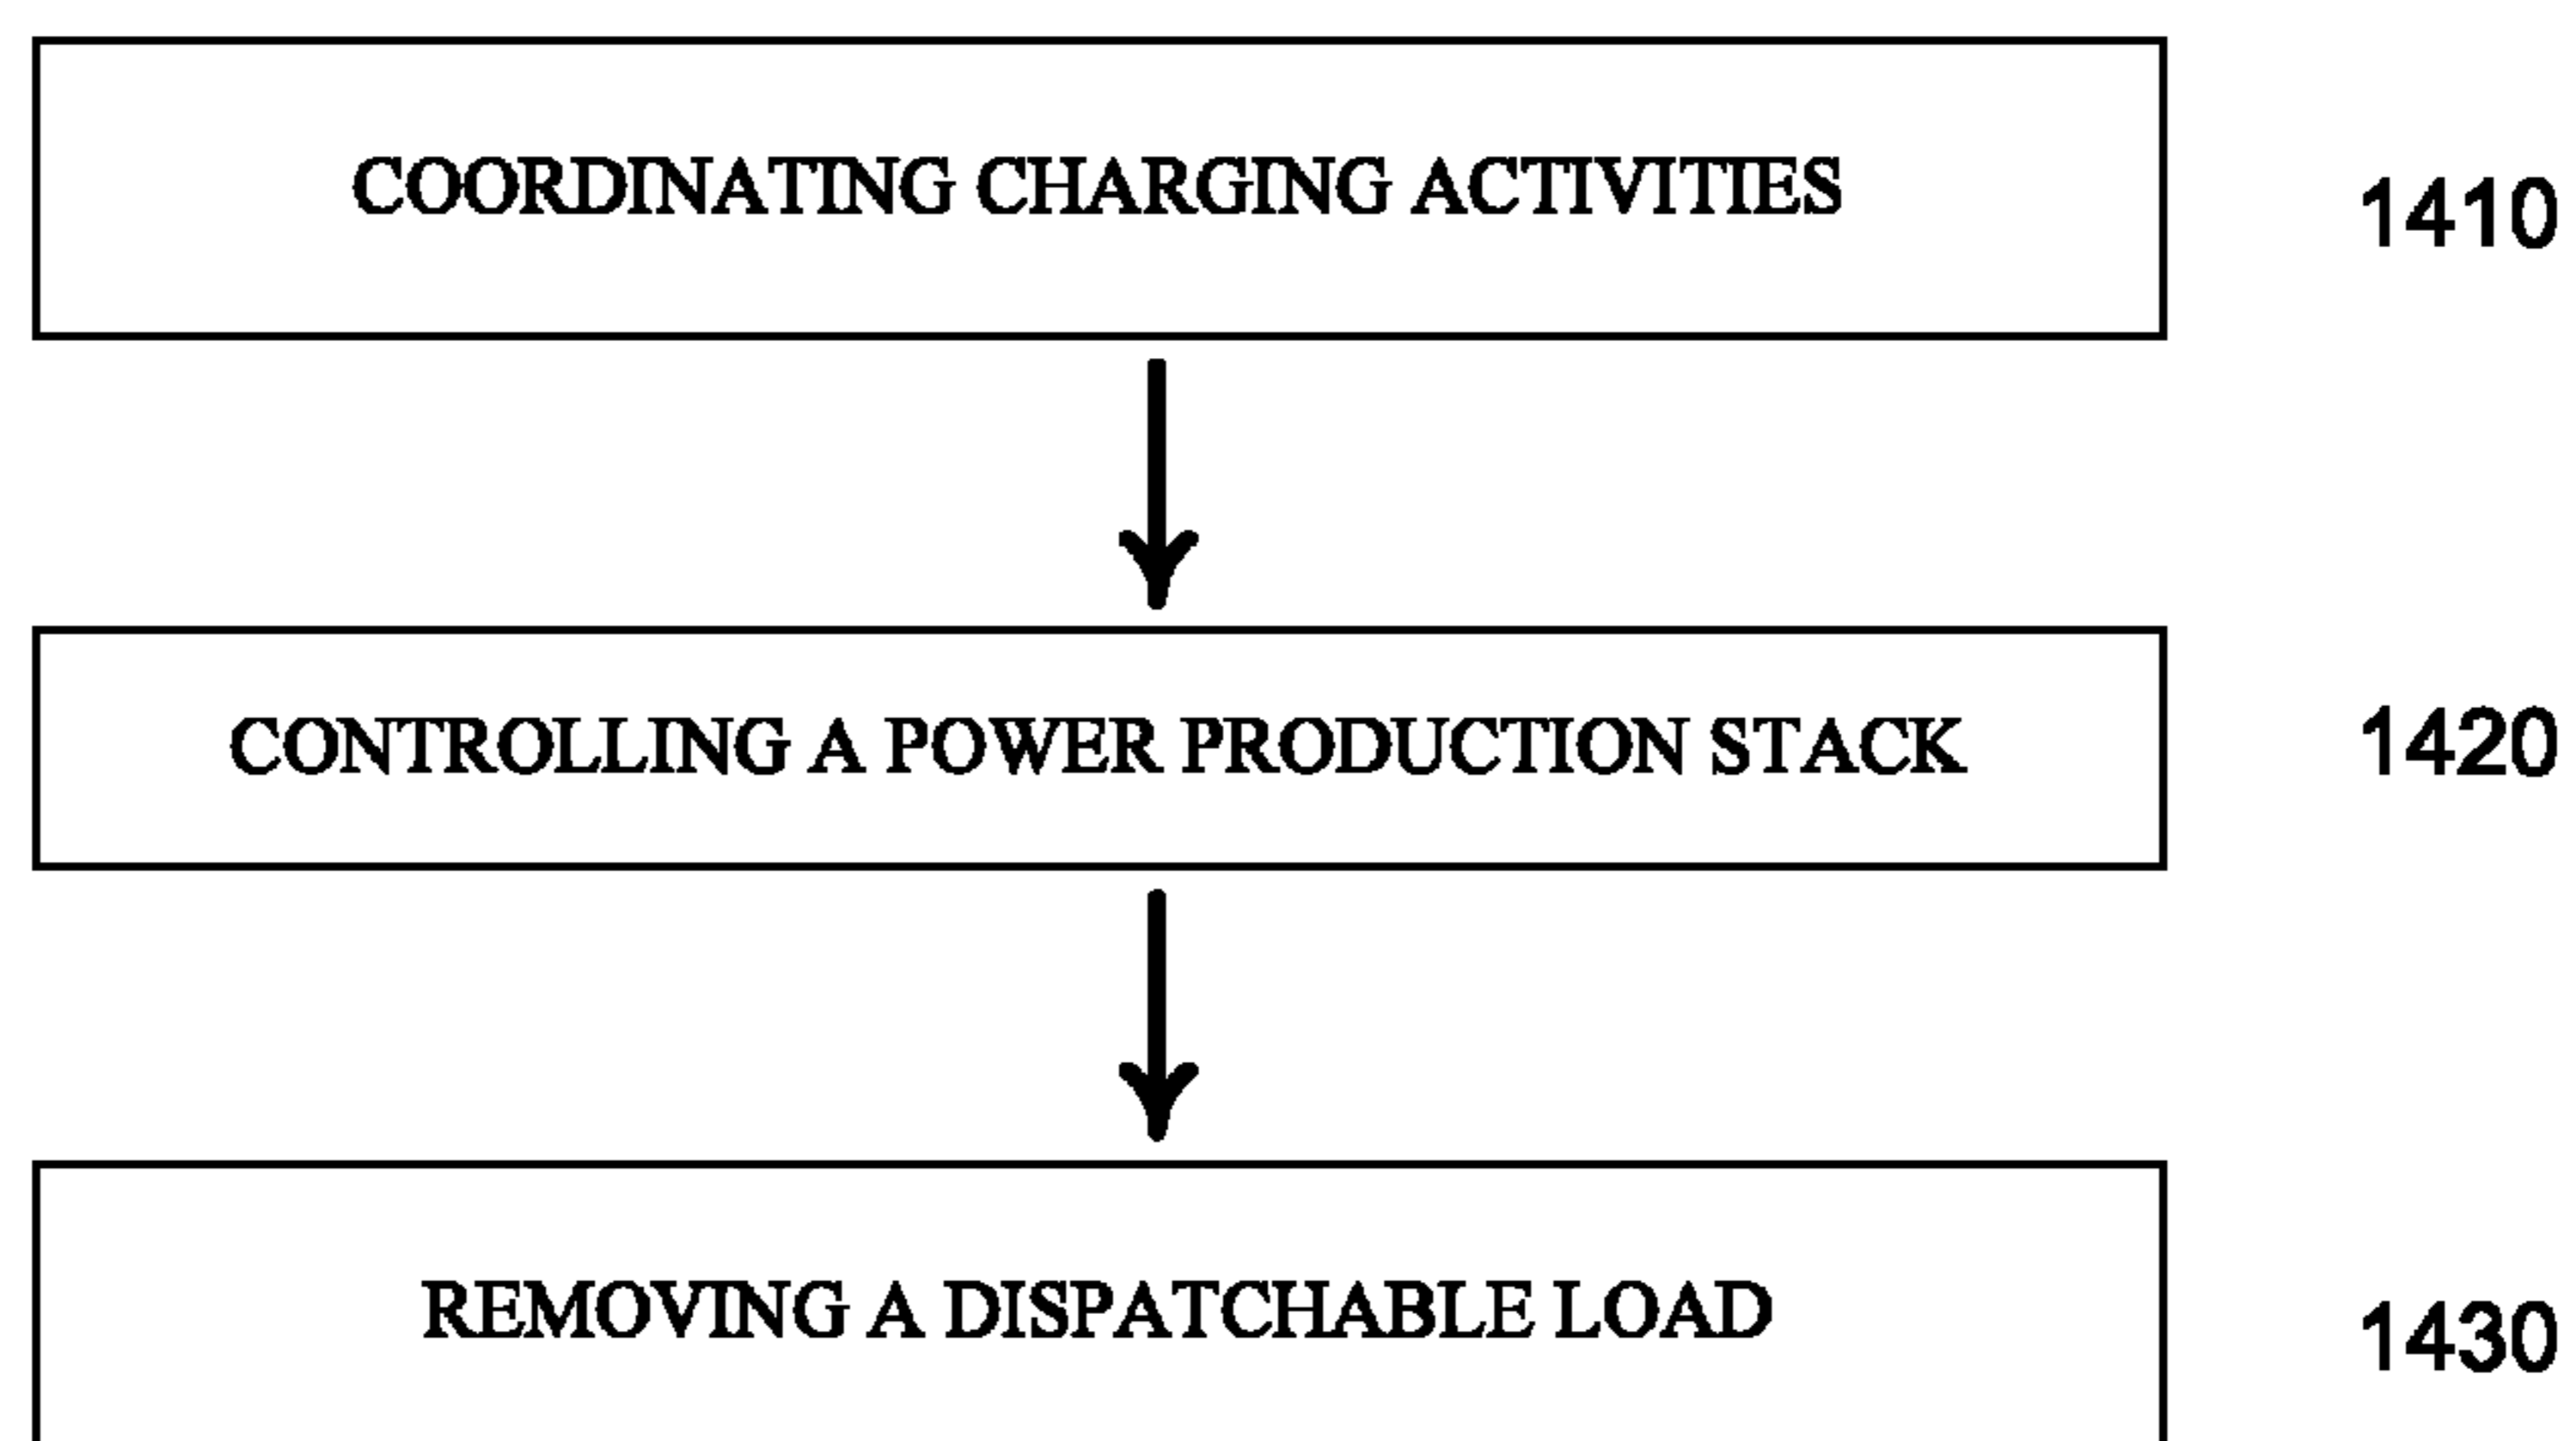 COORDINATING CHARGING ACTIVITIES
1410
CONTROLLING A POWER PRODUCTION STACK
1420
REMOVING A DISPATCHABLE LOAD
1430